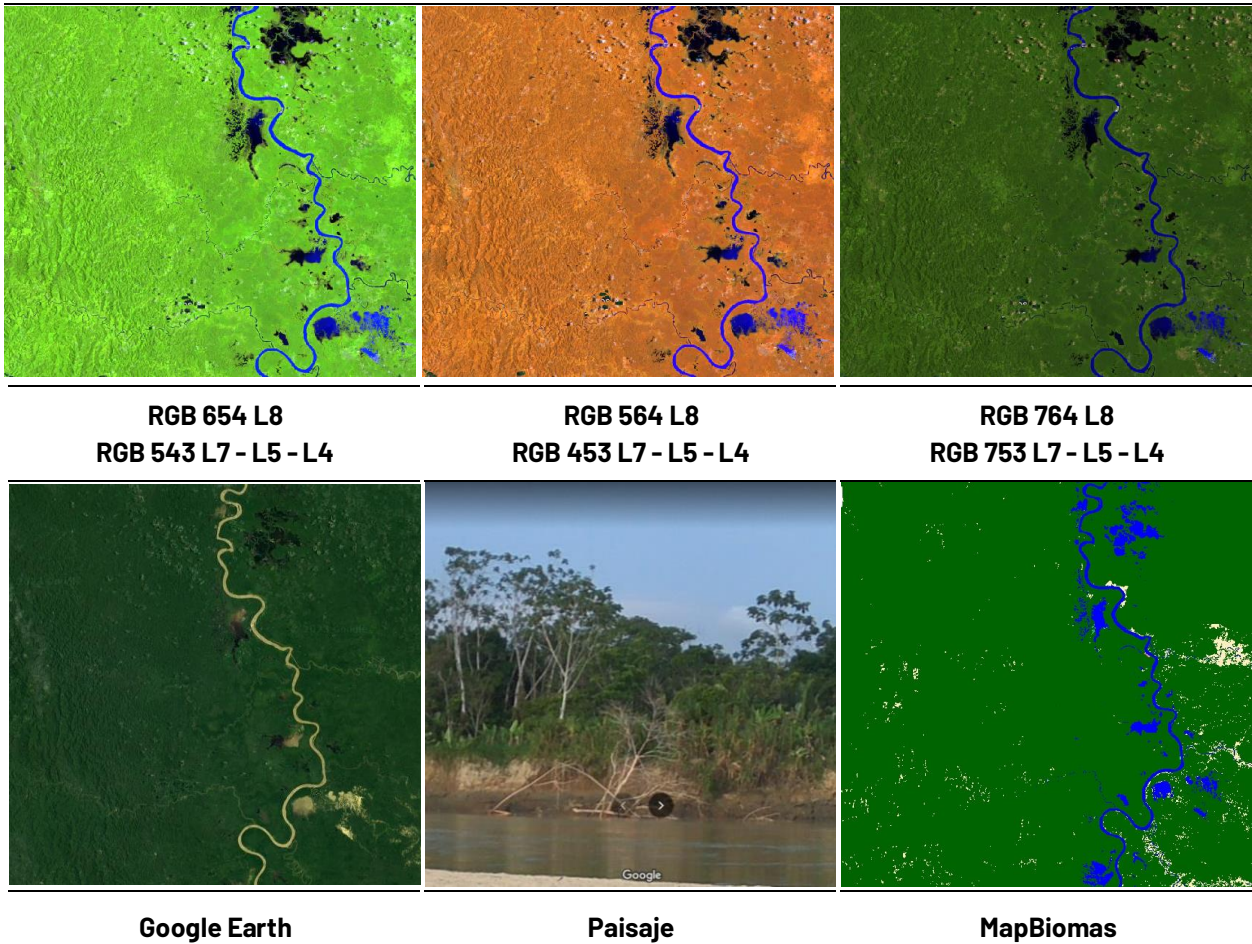 RGB 654 L8
RGB 543 L7 - L5 - L4
RGB 564 L8
RGB 453 L7 - L5 - L4
RGB 764 L8
RGB 753 L7 - L5 - L4
Google
Google Earth
Paisaje
MapBiomas